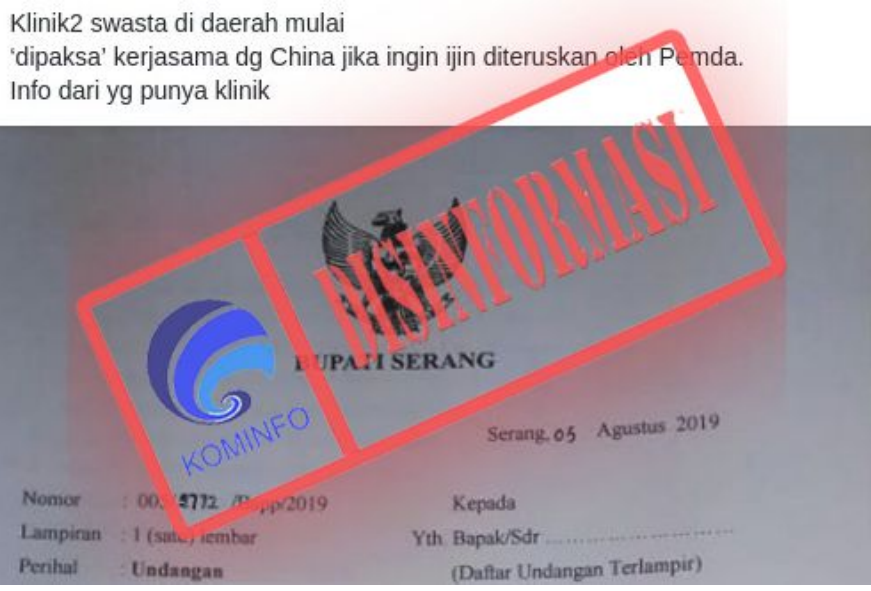 Klinik2 swasta di daerah mulai
‘dipaksa’ kerjasama dg China jika ingin ijin diteruskan oleh Pemda.
Info dari yg punya klinik
DISINFORMASI
KOMINFO
BUPATI SERANG
Serang, 05 Agustus 2019
Nomor : /2019
Lampiran : 1 (satu) lembar
Perihal : Undangan
Kepada
Yth. Bapak/Sdr ..............................
(Daftar Undangan Terlampir)